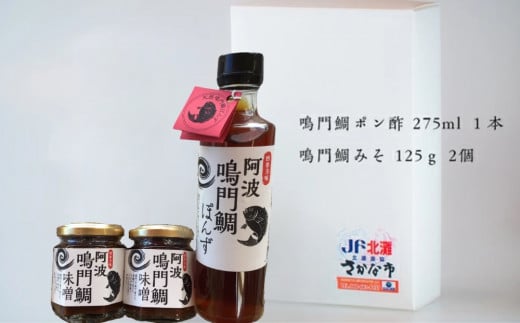 鳴門鯛ポン酢 275ml 1本
鳴門鯛みそ 125g 2個
阿波
鳴門鯛
ぽんず
阿波
鳴門鯛
味噌
阿波
鳴門鯛
味噌
JF北灘
さかな市